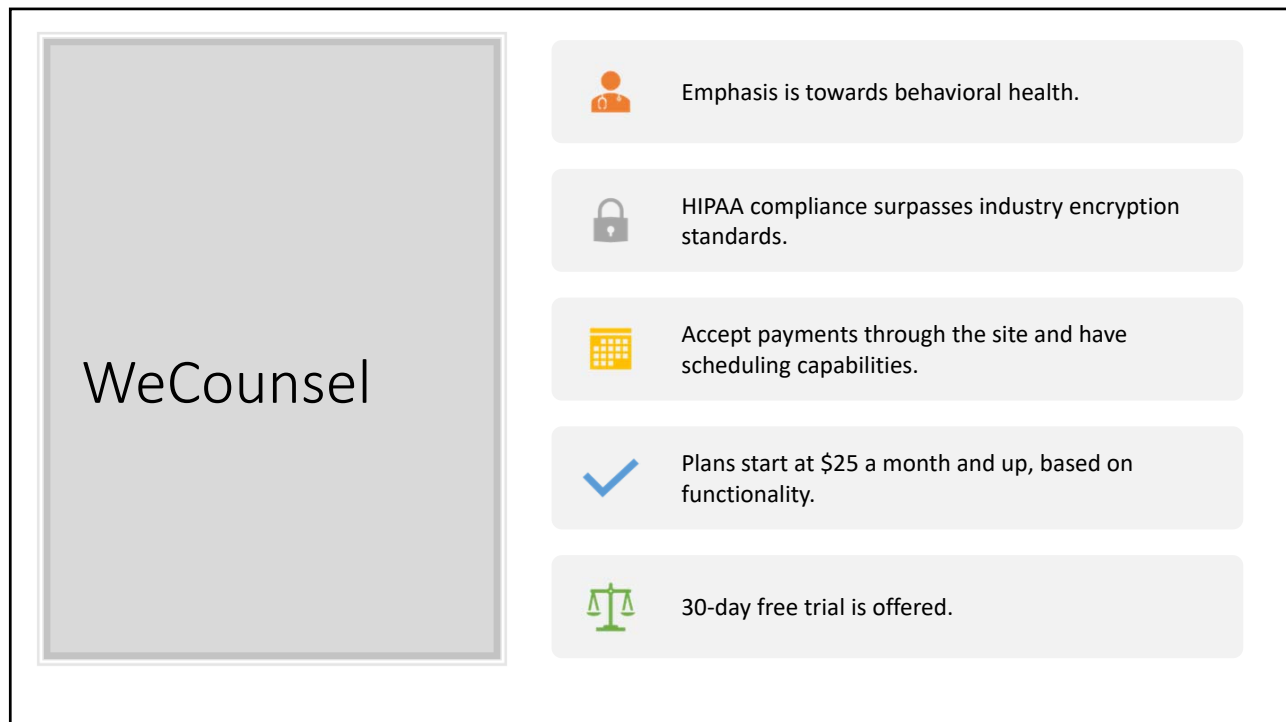 WeCounsel
Emphasis is towards behavioral health.
HIPAA compliance surpasses industry encryption
standards.
Accept payments through the site and have
scheduling capabilities.
Plans start at $25 a month and up, based on
functionality.
30-day free trial is offered.